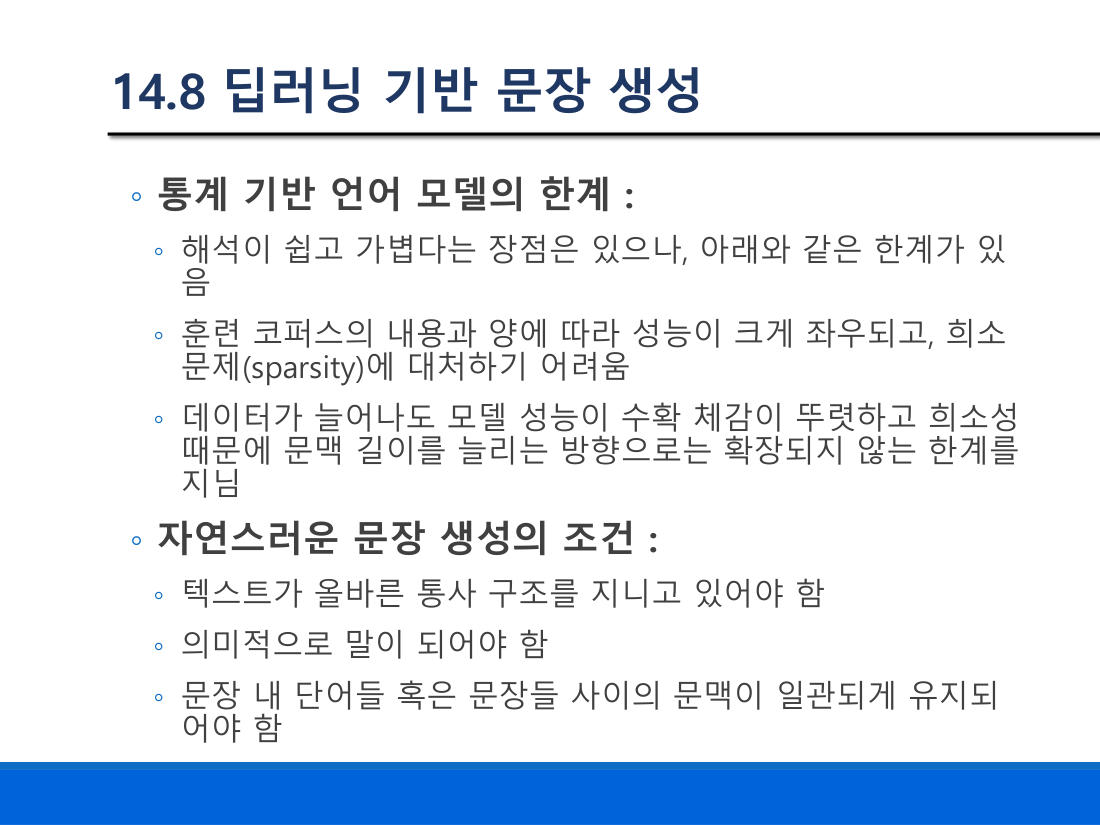 14.8 딥러닝 기반 문장 생성
◦ 통계 기반 언어 모델의 한계 :
◦ 해석이 쉽고 가볍다는 장점은 있으나, 아래와 같은 한계가 있
음
◦ 훈련 코퍼스의 내용과 양에 따라 성능이 크게 좌우되고, 희소
문제(sparsity)에 대처하기 어려움
◦ 데이터가 늘어나도 모델 성능이 수확 체감이 뚜렷하고 희소성
때문에 문맥 길이를 늘리는 방향으로는 확장되지 않는 한계를
지님
◦ 자연스러운 문장 생성의 조건 :
◦ 텍스트가 올바른 통사 구조를 지니고 있어야 함
◦ 의미적으로 말이 되어야 함
◦ 문장 내 단어들 혹은 문장들 사이의 문맥이 일관되게 유지되
어야 함